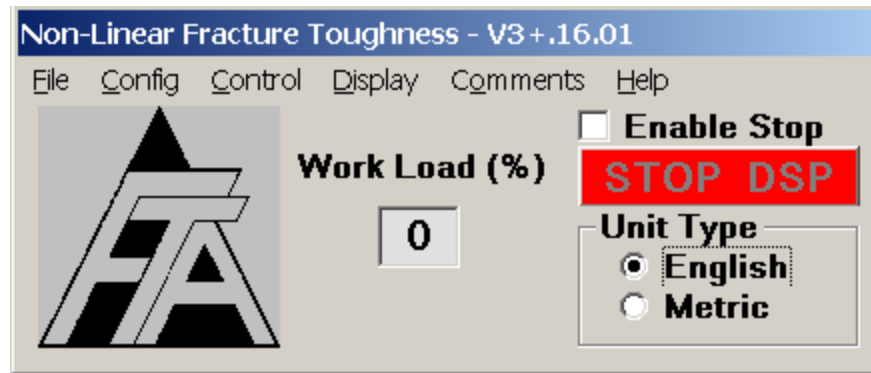 Non-Linear Fracture Toughness - V3+.16.01
File Config Control Display Comments Help
FTA
Work Load (%)
0
Enable Stop
STOP DSP
Unit Type
English
Metric